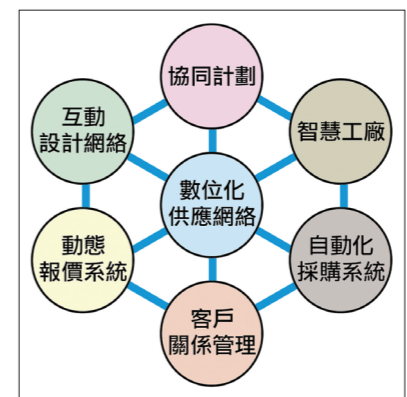 協同計劃
互動
設計網絡
智慧工廠
數位化
供應網絡
動態
報價系統
自動化
採購系統
客戶
關係管理